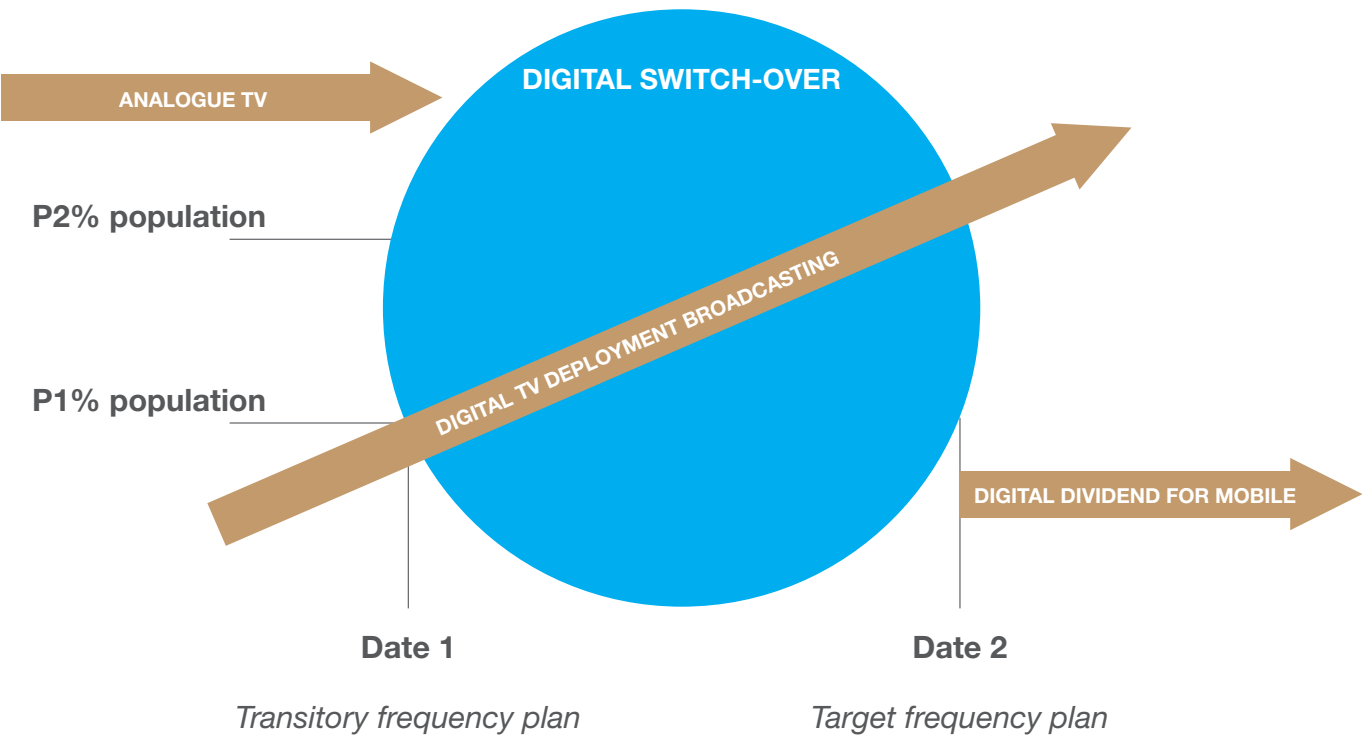 DIGITAL SWITCH-OVER
ANALOGUE TV
P2% population
DIGITAL TV DEPLOYMENT BROADCASTING
P1% population
DIGITAL DIVIDEND FOR MOBILE
Date 1
Date 2
Transitory frequency plan
Target frequency plan